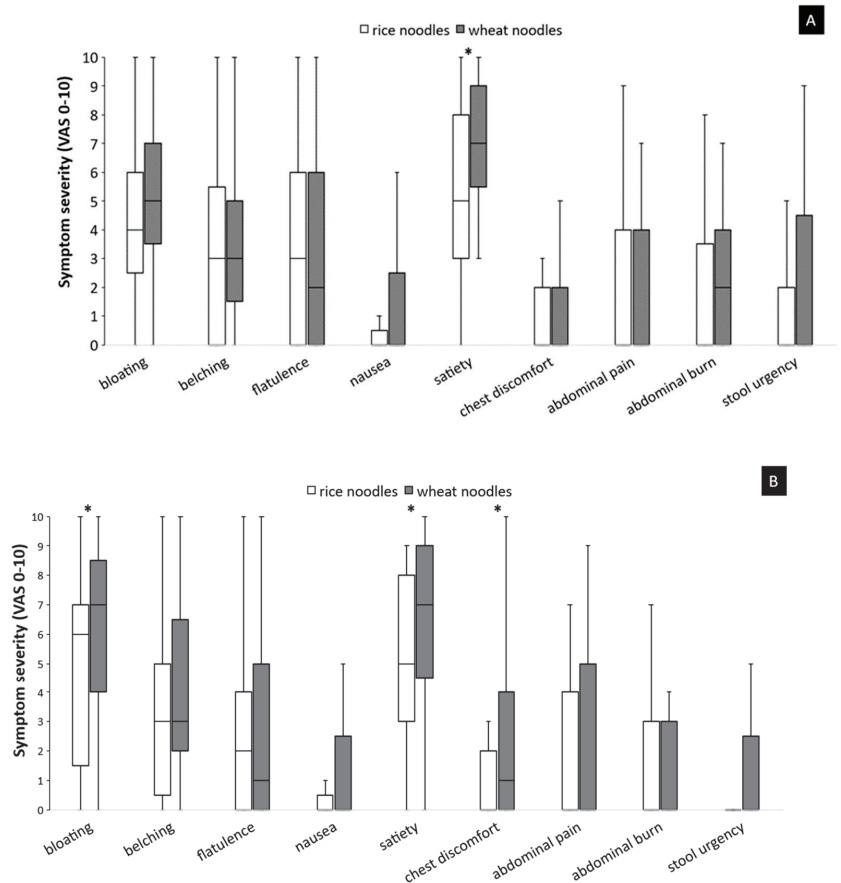 A
rice noodles wheat noodles
*
Symptom severity (VAS 0-10)
10
9
8
7
6
5
4
3
2
1
0
bloating belching flatulence nausea satiety chest discomfort abdominal pain abdominal burn stool urgency
B
rice noodles wheat noodles
* * *
Symptom severity (VAS 0-10)
10
9
8
7
6
5
4
3
2
1
0
bloating belching flatulence nausea satiety chest discomfort abdominal pain abdominal burn stool urgency